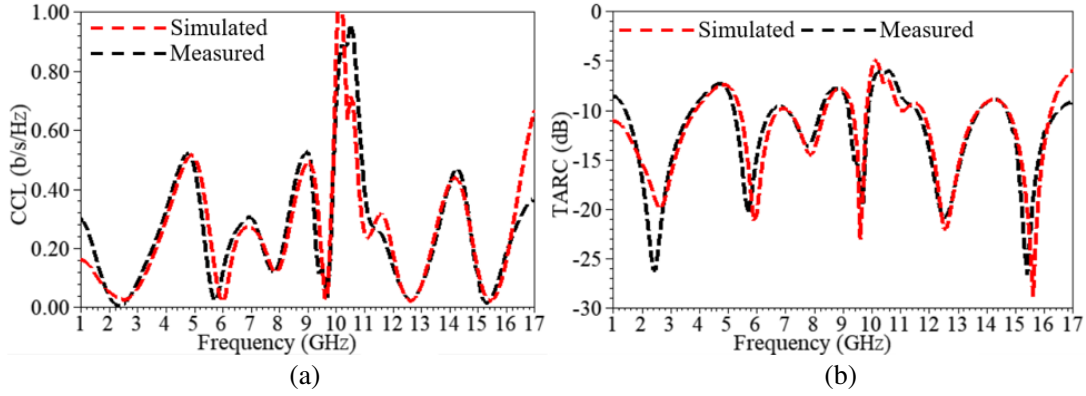 1.00
0.80
0.60
0.40
0.20
0.00
CCL (b/s/Hz)
Simulated
Measured
1 2 3 4 5 6 7 8 9 10 11 12 13 14 15 16 17
Frequency (GHz)
(a)
0
-5
-10
-15
-20
-25
-30
TARC (dB)
Simulated
Measured
1 2 3 4 5 6 7 8 9 10 11 12 13 14 15 16 17
Frequency (GHz)
(b)